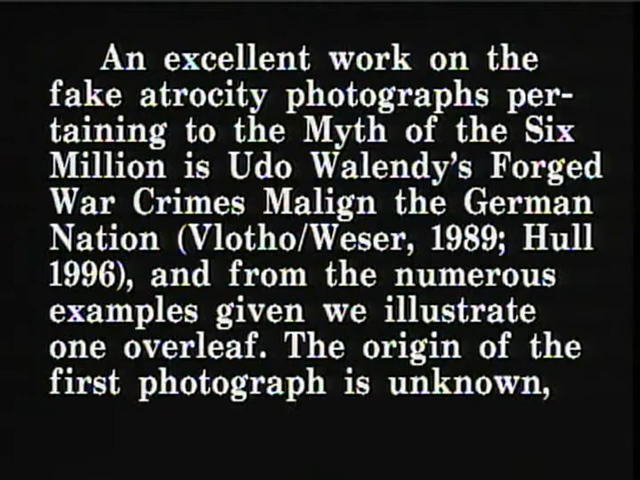 An excellent work on the
fake atrocity photographs per-
taining to the Myth of the Six
Million is Udo Walendy's Forged
War Crimes Malign the German
Nation (Vlotho/Weser, 1989; Hull
1996), and from the numerous
examples given we illustrate
one overleaf. The origin of the
first photograph is unknown,